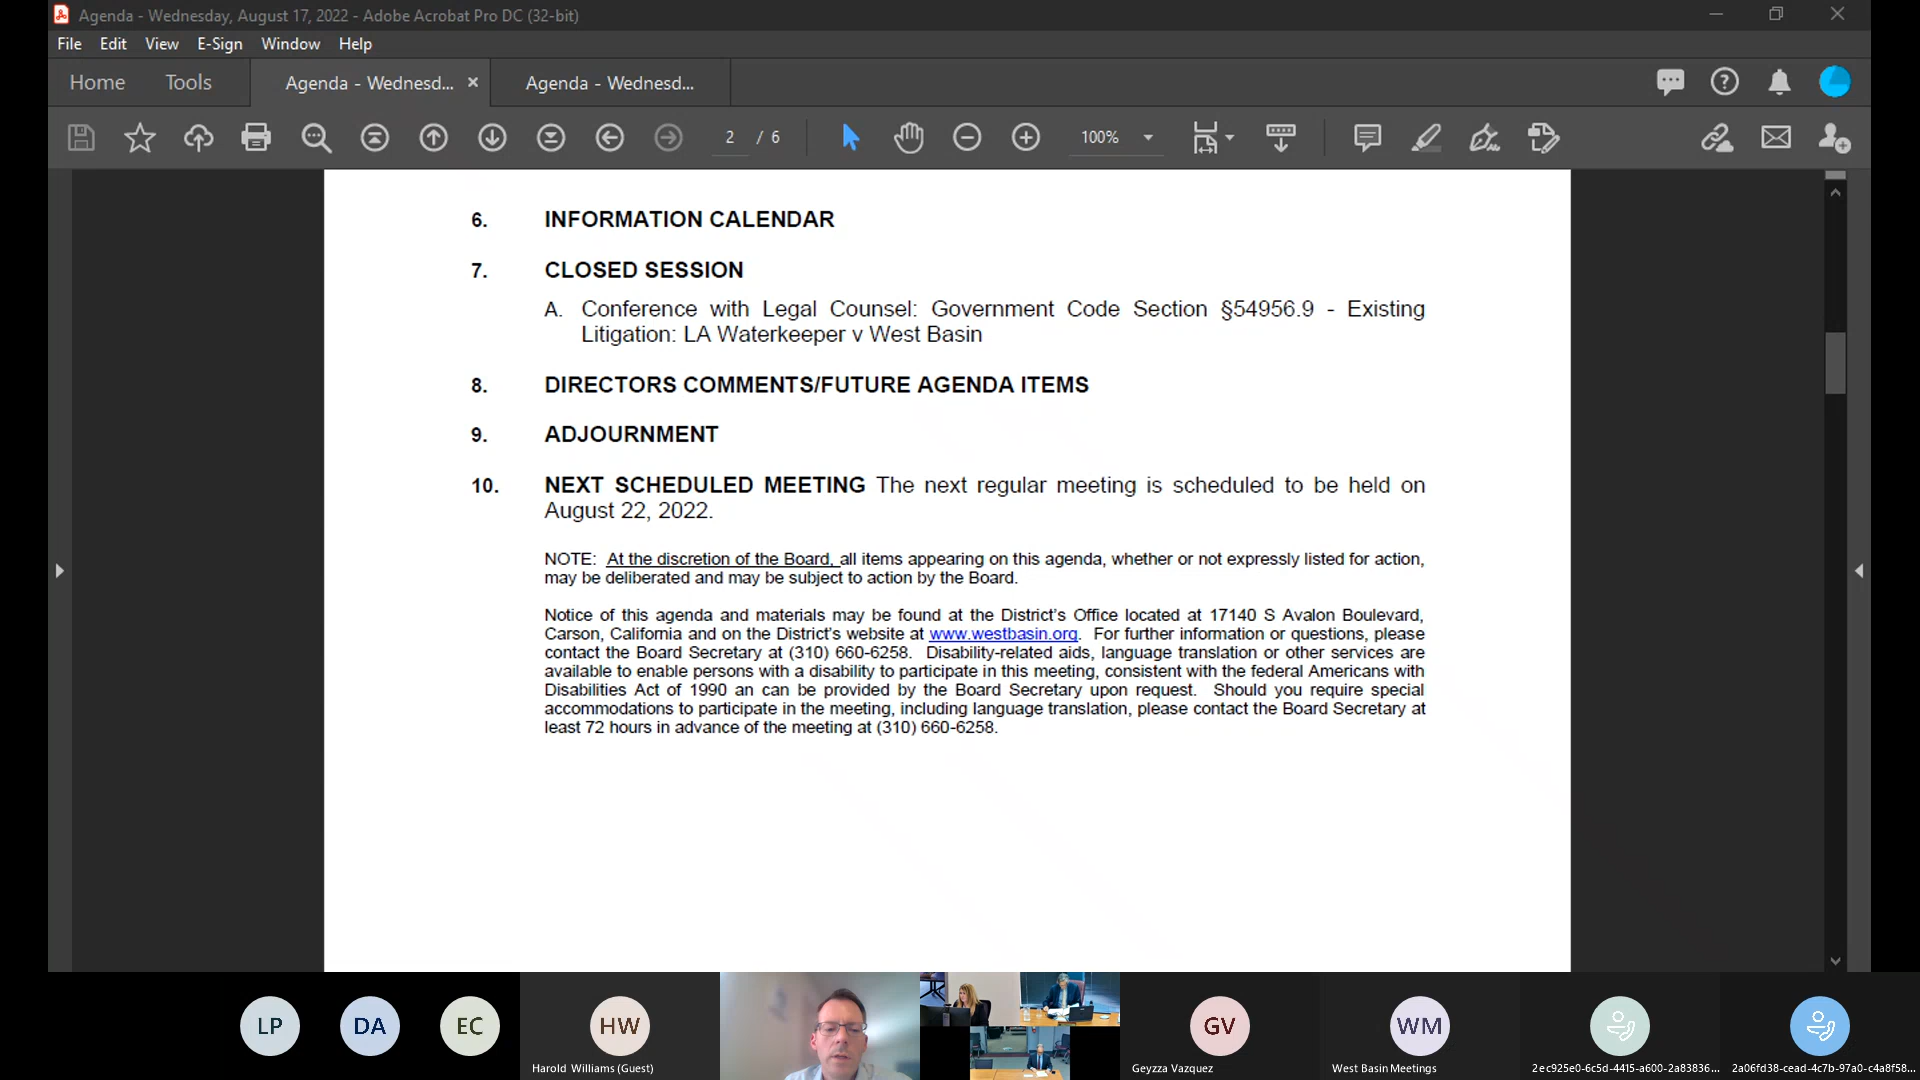 Agenda - Wednesday, August 17, 2022 - Adobe Acrobat Pro DC (32-bit)
File Edit View E-Sign Window Help
Home Tools Agenda - Wednesd... × Agenda - Wednesd...
2 / 6 100%
6. INFORMATION CALENDAR
7. CLOSED SESSION
A. Conference with Legal Counsel: Government Code Section §54956.9 - Existing
Litigation: LA Waterkeeper v West Basin
8. DIRECTORS COMMENTS/FUTURE AGENDA ITEMS
9. ADJOURNMENT
10. NEXT SCHEDULED MEETING The next regular meeting is scheduled to be held on
August 22, 2022.
NOTE: At the discretion of the Board, all items appearing on this agenda, whether or not expressly listed for action,
may be deliberated and may be subject to action by the Board.
Notice of this agenda and materials may be found at the District's Office located at 17140 S Avalon Boulevard,
Carson, California and on the District's website at www.westbasin.org. For further information or questions, please
contact the Board Secretary at (310) 660-6258. Disability-related aids, language translation or other services are
available to enable persons with a disability to participate in this meeting, consistent with the federal Americans with
Disabilities Act of 1990 an can be provided by the Board Secretary upon request. Should you require special
accommodations to participate in the meeting, including language translation, please contact the Board Secretary at
least 72 hours in advance of the meeting at (310) 660-6258.
LP DA EC HW GV WM
Harold Williams (Guest) Geyzza Vazquez West Basin Meetings 2ec925e0-6c5d-4415-a600-2a83836... 2a06fd38-cead-4c7b-97a0-c4a8f58...